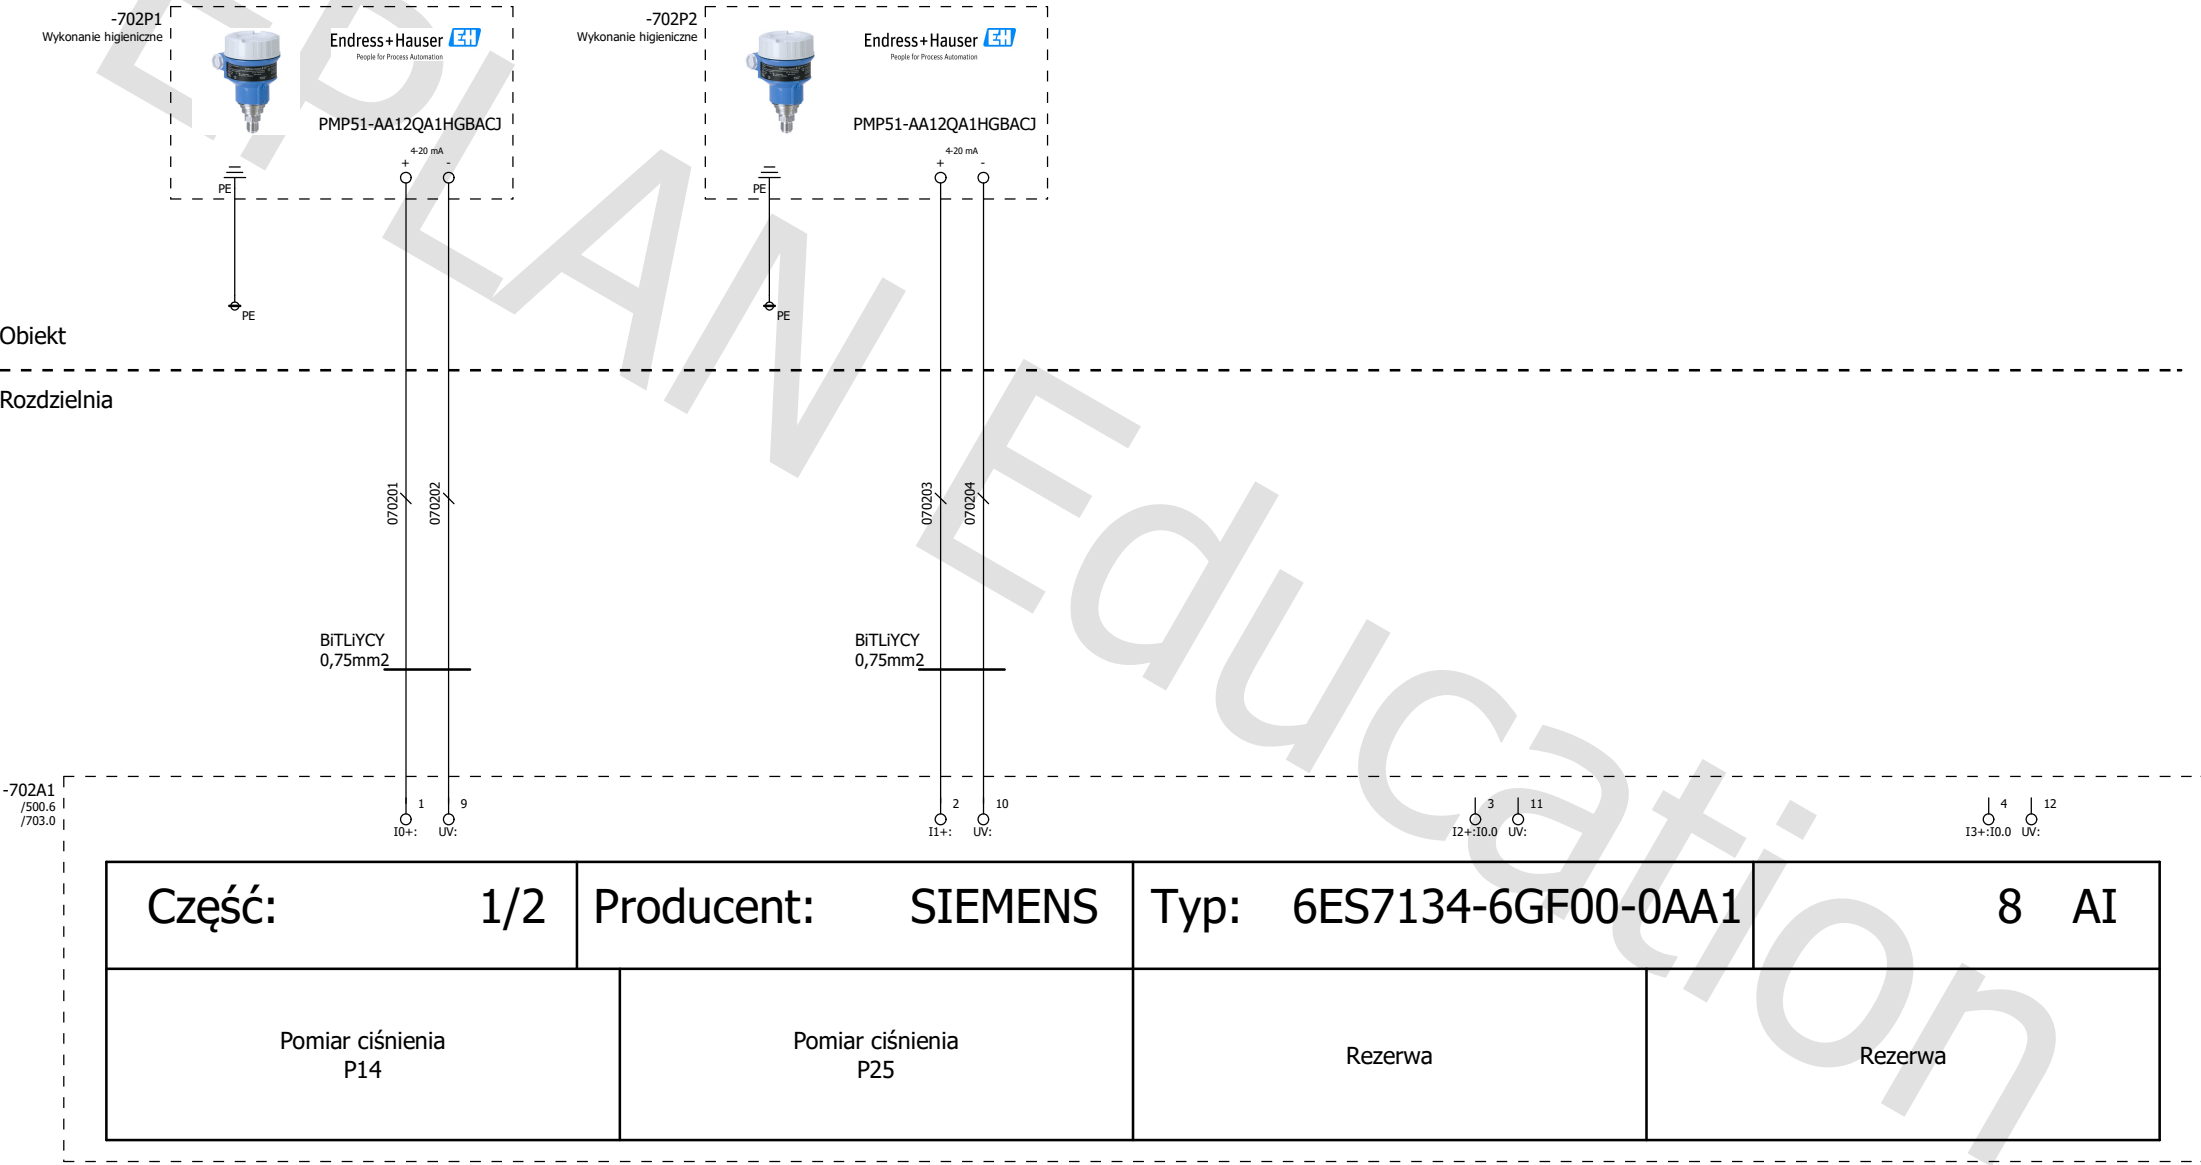 -702P1
Wykonanie higieniczne
Endress+Hauser EH
People for Process Automation
PMP51-AA12QA1HGBACJ
4-20 mA
+ -
PE
PE
-702P2
Wykonanie higieniczne
Endress+Hauser EH
People for Process Automation
PMP51-AA12QA1HGBACJ
4-20 mA
+ -
PE
PE
Obiekt
Rozdzielnia
070201
070202
070203
070204
BiTLiYCY
0,75mm2
BiTLiYCY
0,75mm2
-702A1
/500.6
/703.0
1 9
I0+: UV:
2 10
I1+: UV:
3 11
I2+:I0.0 UV:
4 12
I3+:I0.0 UV:
Część: 1/2
Producent: SIEMENS
Typ: 6ES7134-6GF00-0AA1
8 AI
Pomiar ciśnienia
P14
Pomiar ciśnienia
P25
Rezerwa
Rezerwa
EPLAN Education